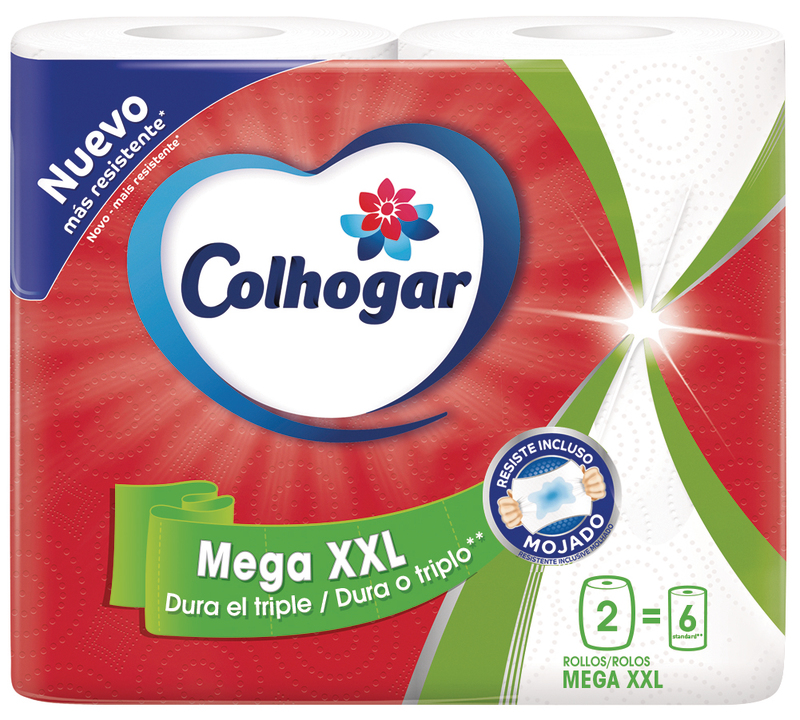 Nuevo
más resistente*
Novo - mais resistente*
Colhogar
RESISTE INCLUSO
MOJADO
RESISTENTE INCLUSIVE MOLHADO
Mega XXL
Dura el triple / Dura o triplo**
2 = 6
standard**
ROLLOS/ROLOS
MEGA XXL